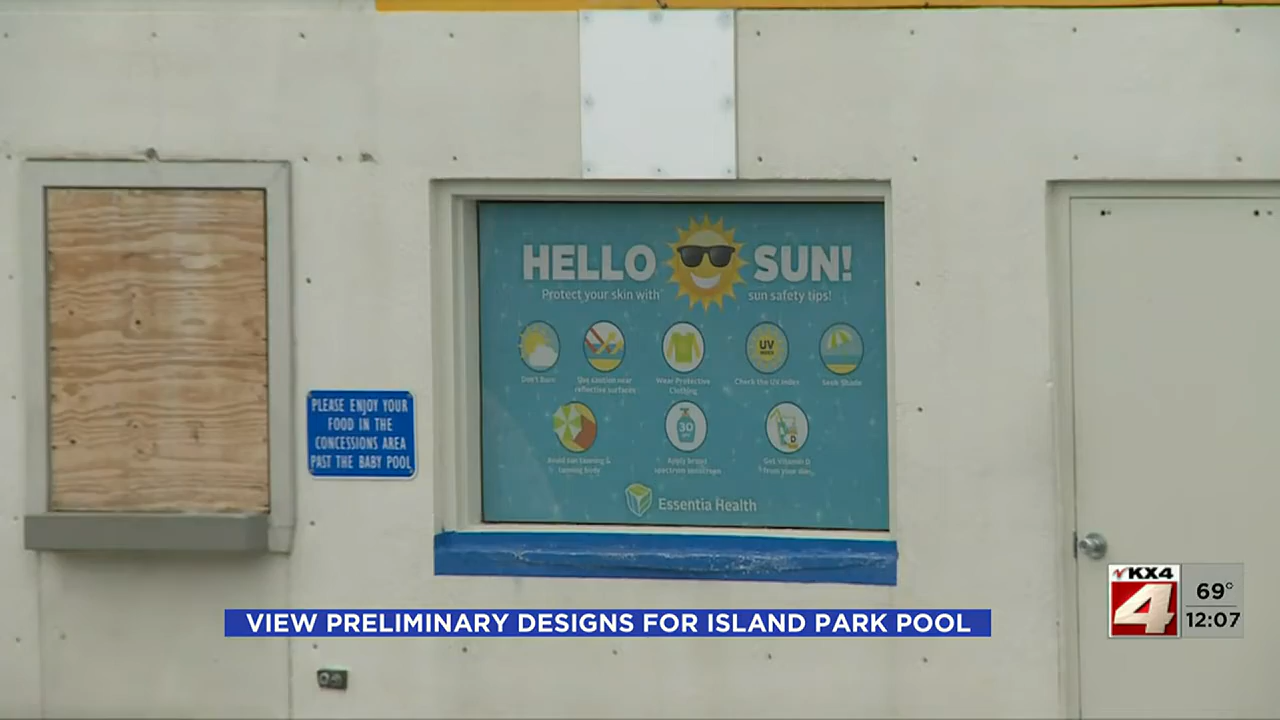 HELLO SUN!
Protect your skin with sun safety tips!
Don't Burn
Use caution near
reflective surfaces
Wear Protective
Clothing
Check the UV Index
Seek Shade
UV
INDEX
30
D
Avoid sun tanning &
tanning
Apply broad
spectrum sunscreen
Get Vitamin D
from your diet
Essentia Health
PLEASE ENJOY YOUR
FOOD IN THE
CONCESSIONS AREA
PAST THE BABY POOL
VIEW PRELIMINARY DESIGNS FOR ISLAND PARK POOL
KX4
4
69°
12:07